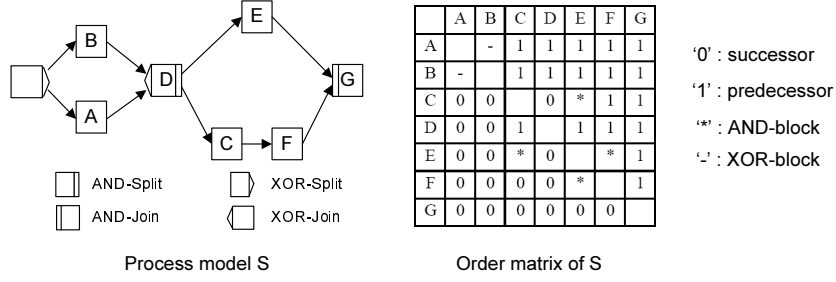 B
A
D
E
C
F
G
AND-Split
XOR-Split
AND-Join
XOR-Join
Process model S
A B C D E F G
A - 1 1 1 1 1
B - 1 1 1 1 1
C 0 0 0 * 1 1
D 0 0 1 1 1 1
E 0 0 * 0 * 1
F 0 0 0 0 * 1
G 0 0 0 0 0 0
Order matrix of S
‘0’ : successor
‘1’ : predecessor
‘*’ : AND-block
‘-’ : XOR-block